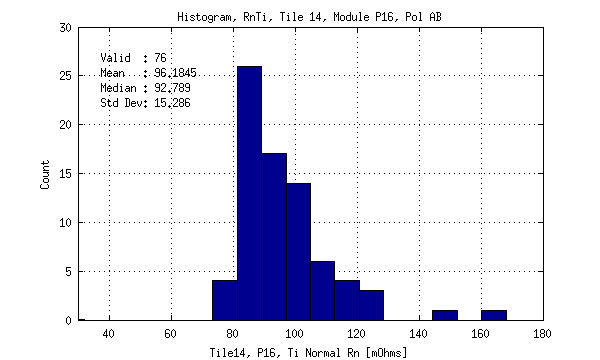 Histogram, RnTi, Tile 14, Module P16, Pol AB
30
25
20
15
10
5
0
Count
Valid : 76
Mean : 96.1845
Median : 92.789
Std Dev: 15.286
40 60 80 100 120 140 160 180
Tile14, P16, Ti Normal Rn [mOhms]